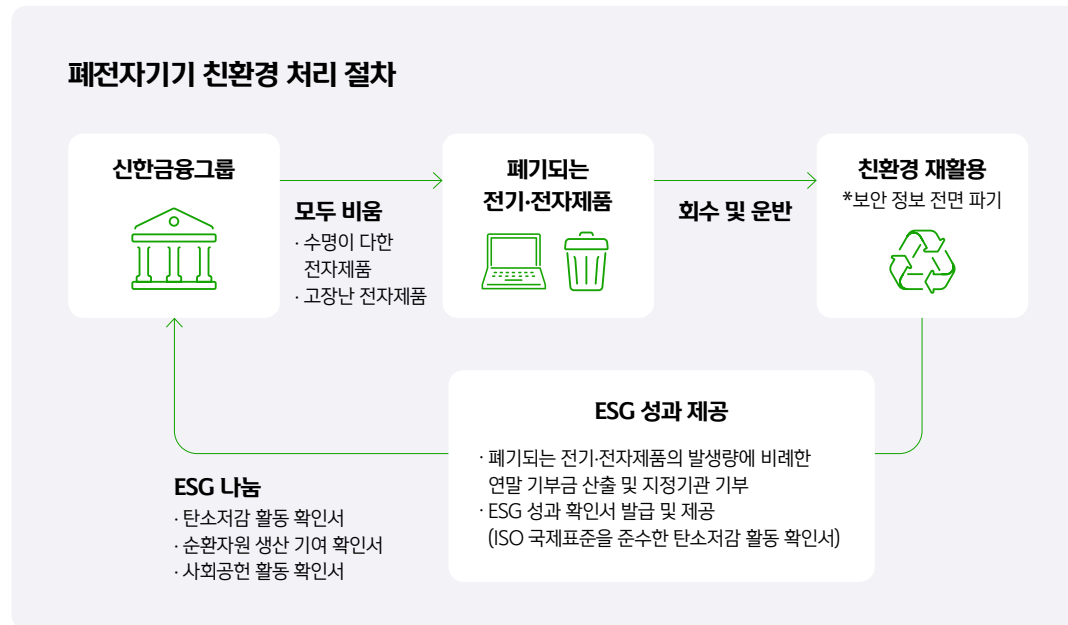 폐전자기기 친환경 처리 절차
신한금융그룹
모두 비움
· 수명이 다한
전자제품
· 고장난 전자제품
폐기되는
전기·전자제품
회수 및 운반
친환경 재활용
*보안 정보 전면 파기
ESG 성과 제공
· 폐기되는 전기·전자제품의 발생량에 비례한
연말 기부금 산출 및 지정기관 기부
· ESG 성과 확인서 발급 및 제공
(ISO 국제표준을 준수한 탄소저감 활동 확인서)
ESG 나눔
· 탄소저감 활동 확인서
· 순환자원 생산 기여 확인서
· 사회공헌 활동 확인서